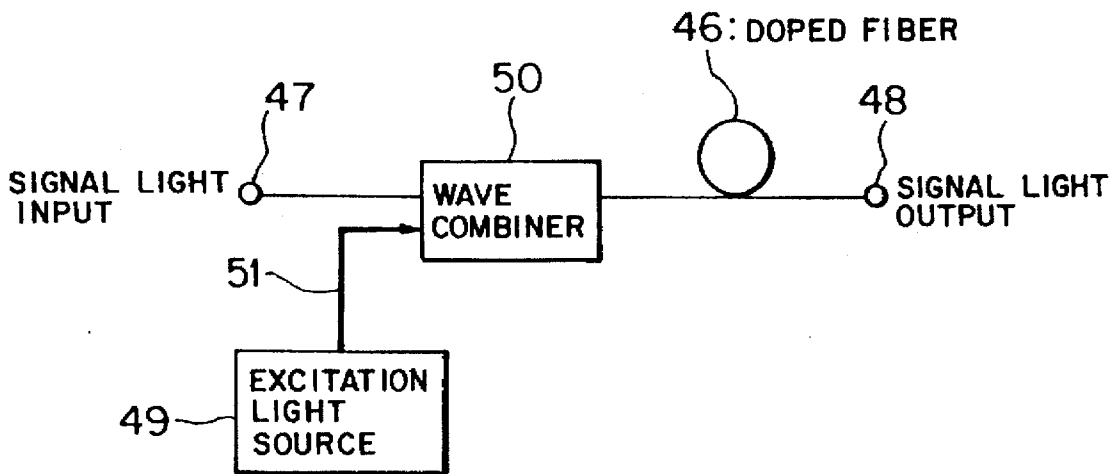 46: DOPED FIBER
50
47
48
SIGNAL LIGHT
INPUT
WAVE
COMBINER
SIGNAL LIGHT
OUTPUT
51
EXCITATION
LIGHT
SOURCE
49